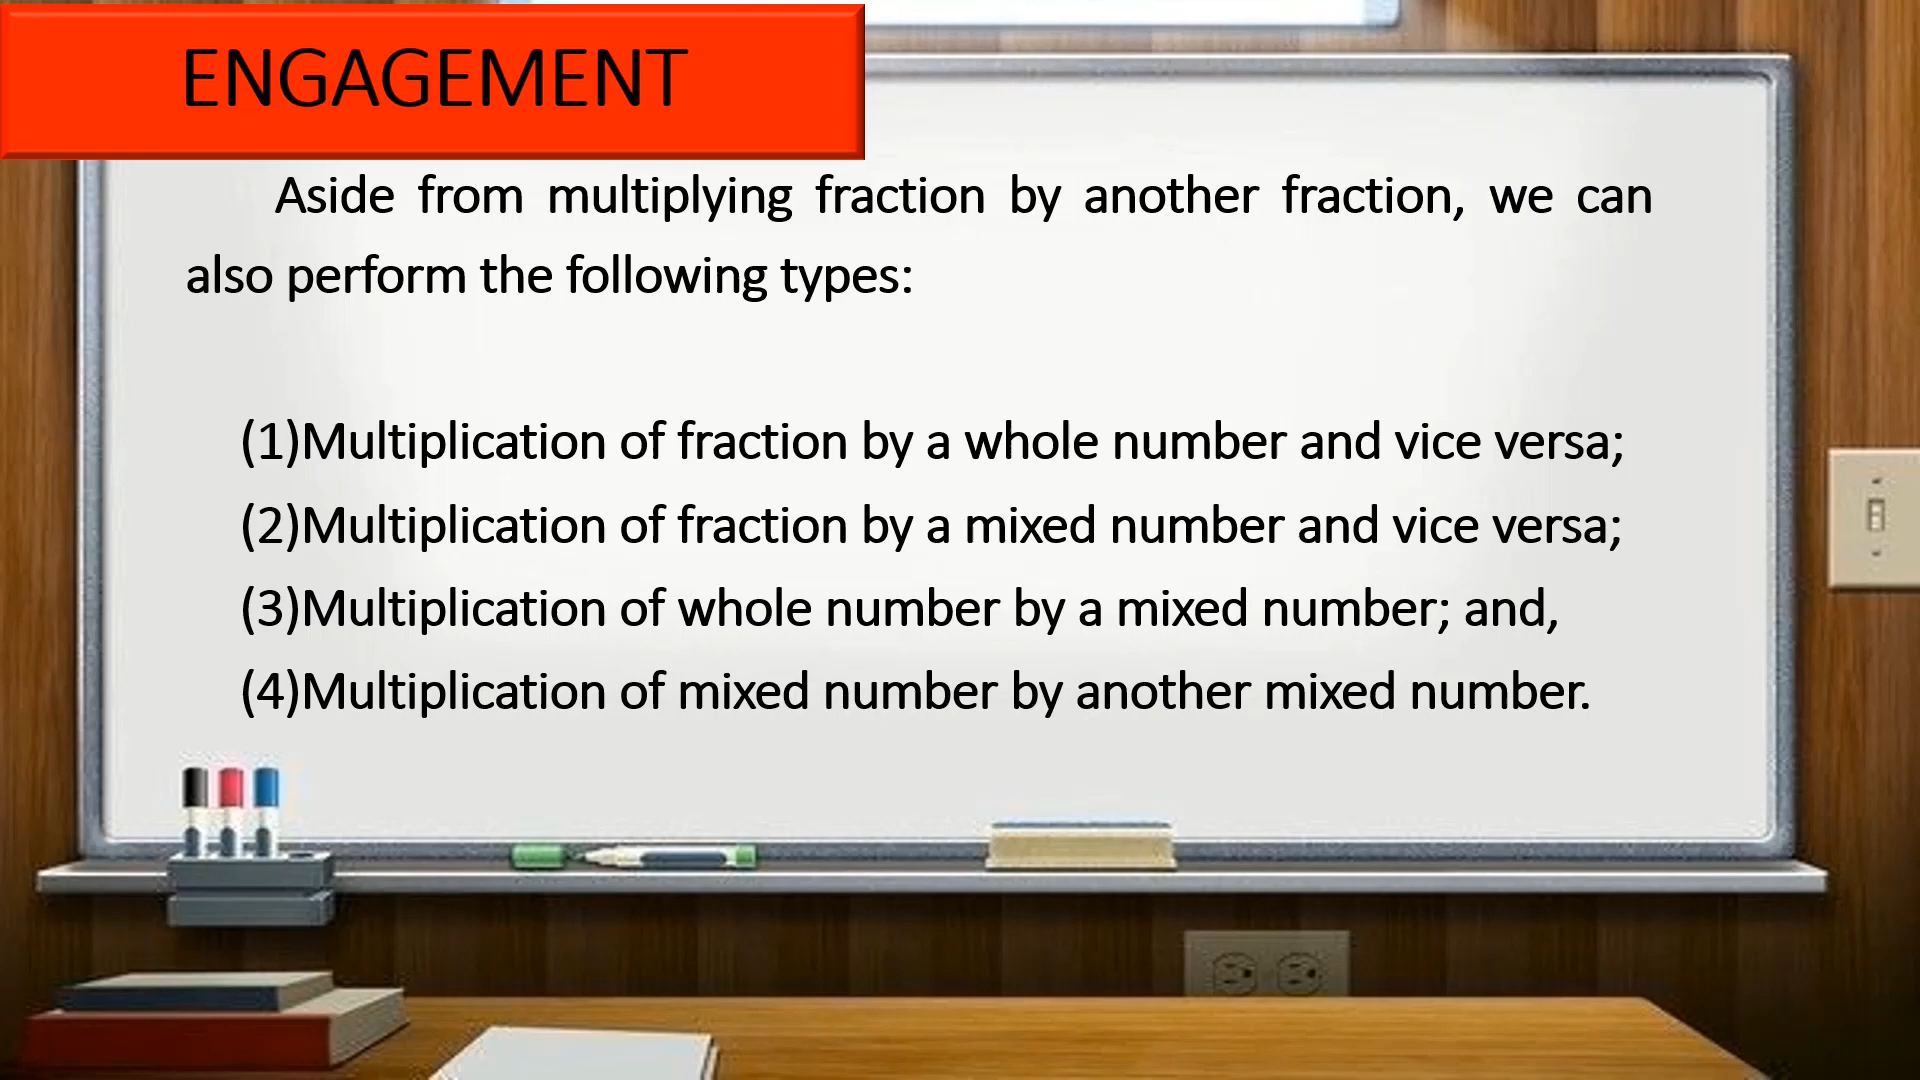 ENGAGEMENT
Aside from multiplying fraction by another fraction, we can
also perform the following types:
(1)Multiplication of fraction by a whole number and vice versa;
(2)Multiplication of fraction by a mixed number and vice versa;
(3)Multiplication of whole number by a mixed number; and,
(4)Multiplication of mixed number by another mixed number.